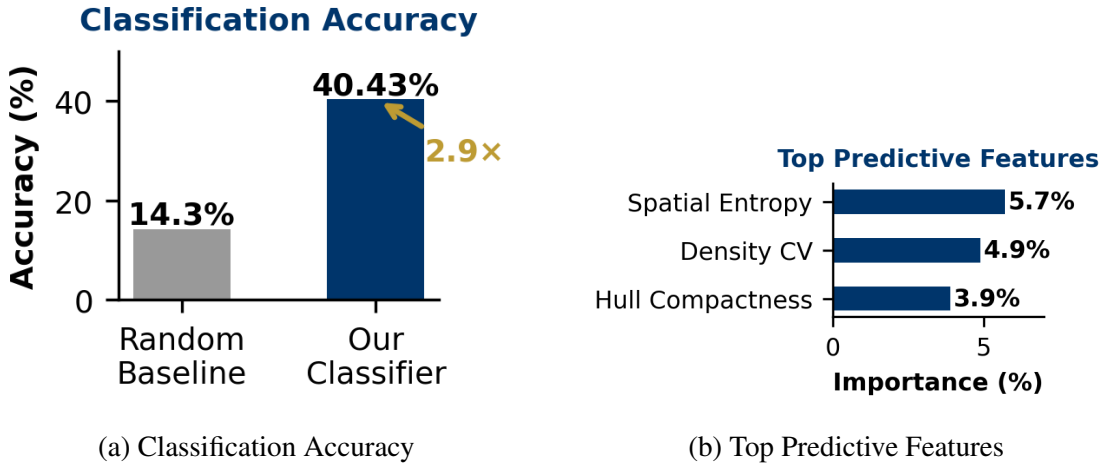 Classification Accuracy
Accuracy (%)
40
20
0
14.3%
40.43%
2.9×
Random
Baseline
Our
Classifier
(a) Classification Accuracy
Top Predictive Features
Spatial Entropy
5.7%
Density CV
4.9%
Hull Compactness
3.9%
0
5
Importance (%)
(b) Top Predictive Features